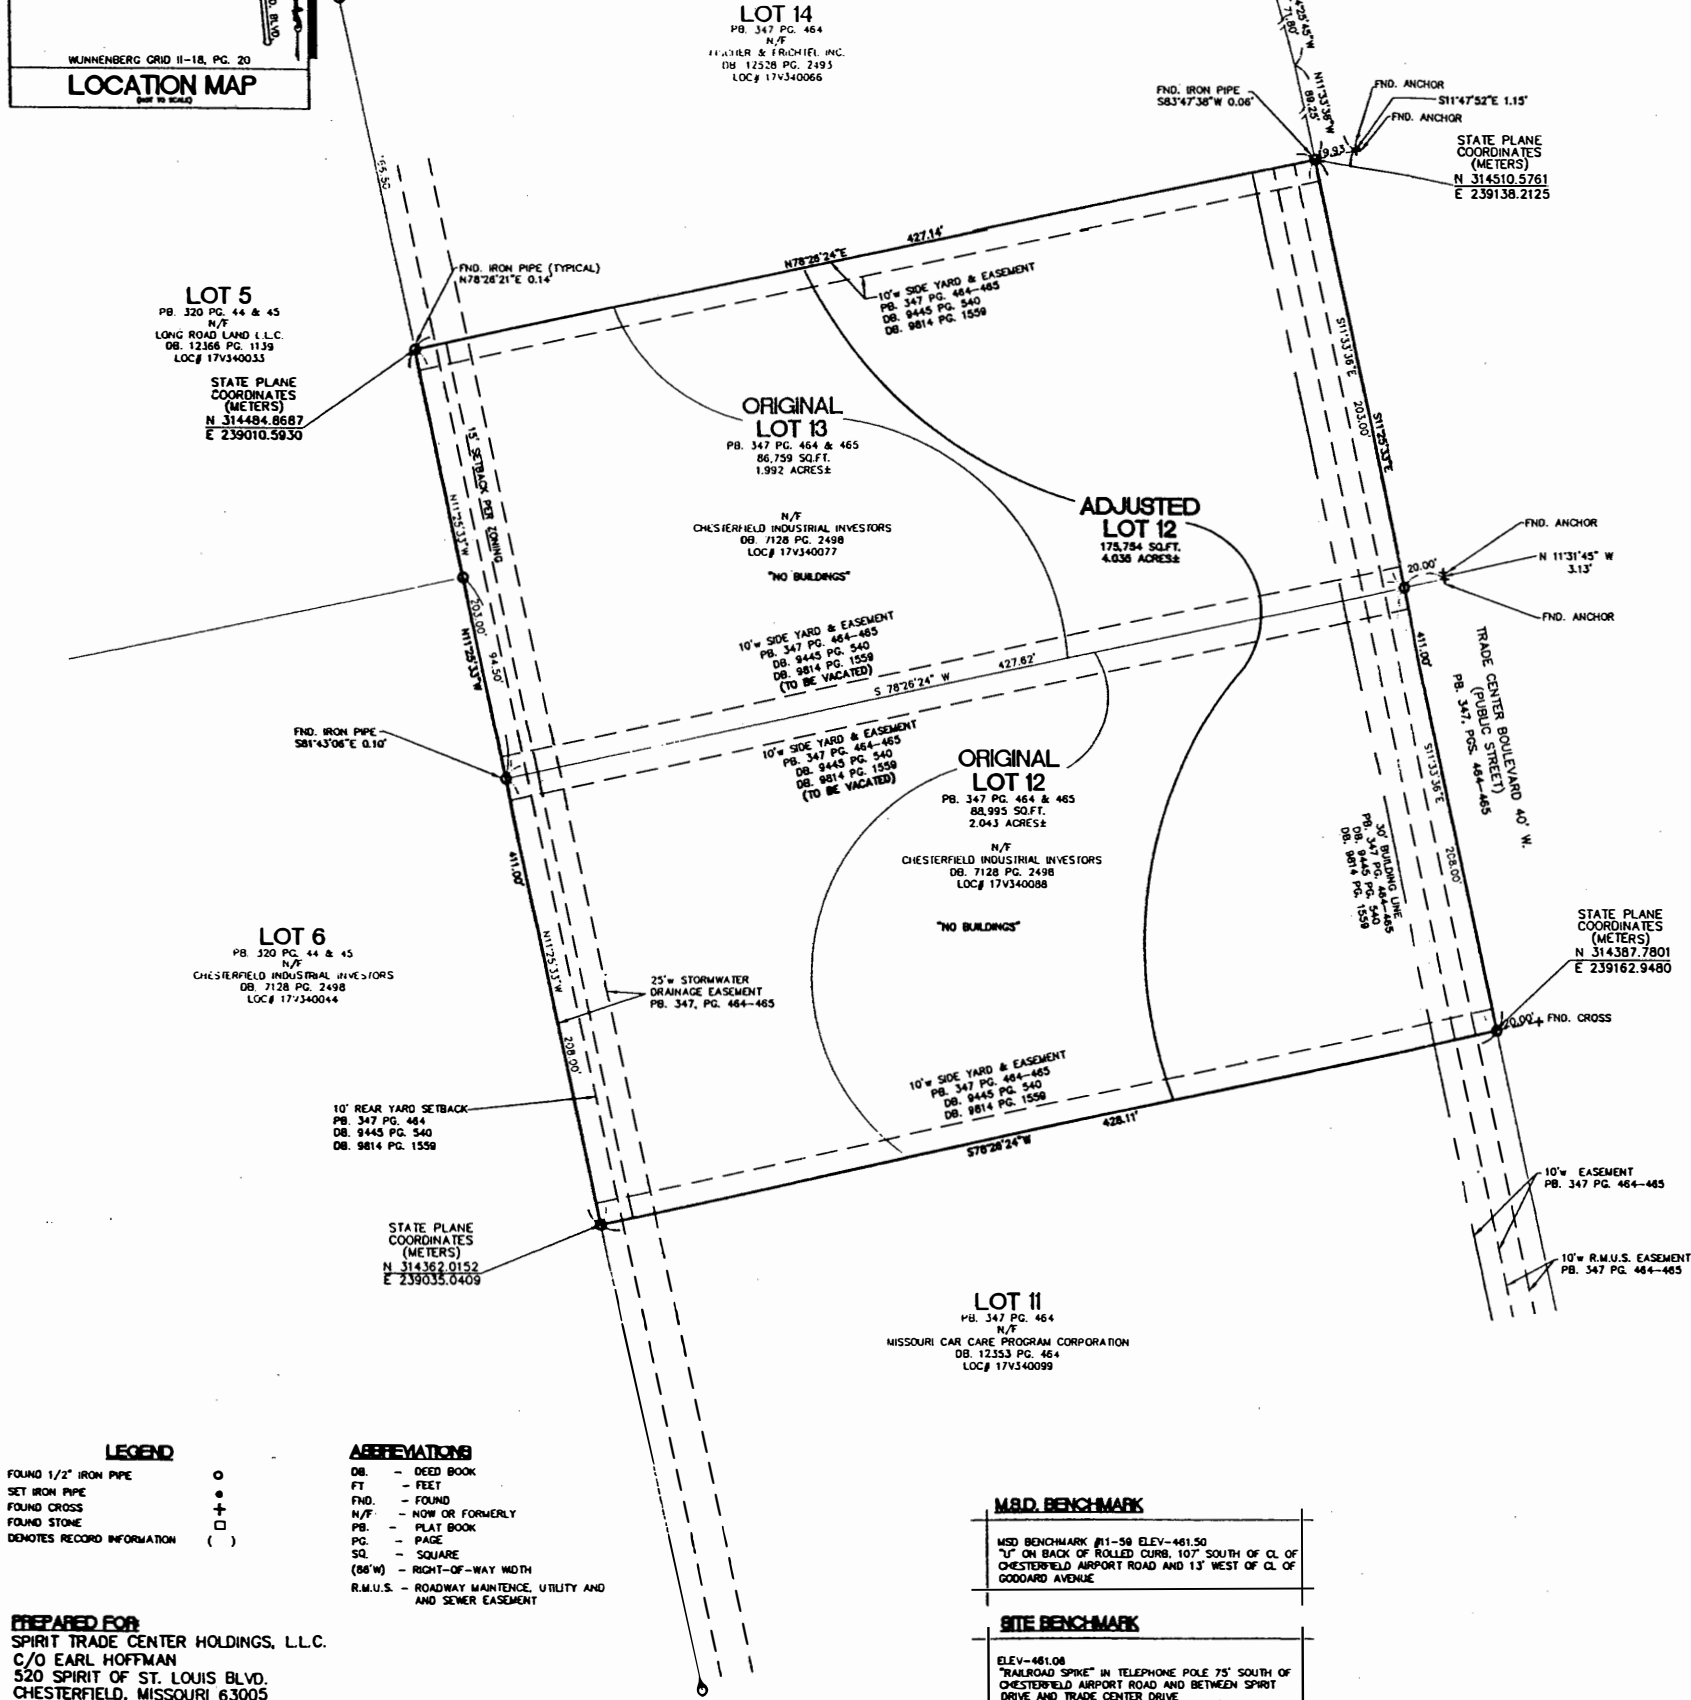 D. BLVD.
WUNNENBERG GRID II-18, PG. 20
LOCATION MAP
(NOT TO SCALE)
LOT 14
PB. 347 PG. 464
N/F
FISCHER & FRICHTEL INC.
DB 12528 PG. 2493
LOC# 17V340066
71.80'
N11°33'36"W
89.25'
FND. IRON PIPE
S83°47'38"W 0.06'
FND. ANCHOR
S11°47'52"E 1.15'
FND. ANCHOR
19.93'
STATE PLANE
COORDINATES
(METERS)
N 314510.5761
E 239138.2125
427.14'
N78°26'24"E
10'w SIDE YARD & EASEMENT
PB. 347 PG. 464-465
DB. 9445 PG. 540
DB. 9814 PG. 1559
FND. IRON PIPE (TYPICAL)
N78°26'21"E 0.14'
LOT 5
PB. 320 PG. 44 & 45
N/F
LONG ROAD LAND L.L.C.
DB. 12366 PG. 1139
LOC# 17V340033
STATE PLANE
COORDINATES
(METERS)
N 314484.8687
E 239010.5930
15' SETBACK PER ZONING
ORIGINAL
LOT 13
PB. 347 PG. 464 & 465
86,759 SQ.FT.
1.992 ACRES±
N/F
CHESTERFIELD INDUSTRIAL INVESTORS
DB. 7128 PG. 2498
LOC# 17V340077
"NO BUILDINGS"
S11°33'36"E
203.00'
S11°25'33"E
ADJUSTED
LOT 12
175,754 SQ.FT.
4.035 ACRES±
FND. ANCHOR
N 11°31'45" W
3.13'
FND. ANCHOR
20.00'
N11°25'33"W
203.00'
94.50'
N11°25'33"W
10'w SIDE YARD & EASEMENT
PB. 347 PG. 464-465
DB. 9445 PG. 540
DB. 9814 PG. 1559
(TO BE VACATED)
S 78°26'24" W
427.62'
10'w SIDE YARD & EASEMENT
PB. 347 PG. 464-465
DB. 9445 PG. 540
DB. 9814 PG. 1559
(TO BE VACATED)
FND. IRON PIPE
S81°43'06"E 0.10'
411.00'
TRADE CENTER BOULEVARD 40' W.
(PUBLIC STREET)
PB. 347, PGS. 464-465
S11°33'36"E
208.00'
ORIGINAL
LOT 12
PB. 347 PG. 464 & 465
88,995 SQ.FT.
2.043 ACRES±
N/F
CHESTERFIELD INDUSTRIAL INVESTORS
DB. 7128 PG. 2498
LOC# 17V340088
"NO BUILDINGS"
30' BUILDING LINE
PB. 347 PG. 464-465
DB. 9445 PG. 540
DB. 9814 PG. 1559
411.00'
LOT 6
PB. 320 PG. 44 & 45
N/F
CHESTERFIELD INDUSTRIAL INVESTORS
DB. 7128 PG. 2498
LOC# 17V340044
N11°25'33"W
208.00'
25'w STORMWATER
DRAINAGE EASEMENT
PB. 347, PG. 464-465
STATE PLANE
COORDINATES
(METERS)
N 314387.7801
E 239162.9480
20.00'
FND. CROSS
10'w SIDE YARD & EASEMENT
PB. 347 PG. 464-465
DB. 9445 PG. 540
DB. 9814 PG. 1559
428.11'
S78°26'24"W
10' REAR YARD SETBACK
PB. 347 PG. 464
DB. 9445 PG. 540
DB. 9814 PG. 1559
10'w EASEMENT
PB. 347 PG. 464-465
10'w R.M.U.S. EASEMENT
PB. 347 PG. 464-465
STATE PLANE
COORDINATES
(METERS)
N 314362.0152
E 239035.0409
LOT 11
PB. 347 PG. 464
N/F
MISSOURI CAR CARE PROGRAM CORPORATION
DB. 12353 PG. 464
LOC# 17V340099
LEGEND
FOUND 1/2" IRON PIPE
SET IRON PIPE
FOUND CROSS
FOUND STONE
DENOTES RECORD INFORMATION ( )
ABBREVIATIONS
DB. - DEED BOOK
FT - FEET
FND. - FOUND
N/F - NOW OR FORMERLY
PB. - PLAT BOOK
PG. - PAGE
SQ. - SQUARE
(86'W) - RIGHT-OF-WAY WIDTH
R.M.U.S. - ROADWAY MAINTENCE, UTILITY AND
AND SEWER EASEMENT
M.S.D. BENCHMARK
MSD BENCHMARK #11-59 ELEV-461.50
"U" ON BACK OF ROLLED CURB, 107' SOUTH OF CL OF
CHESTERFIELD AIRPORT ROAD AND 13' WEST OF CL OF
GODDARD AVENUE
SITE BENCHMARK
ELEV-461.06
"RAILROAD SPIKE" IN TELEPHONE POLE 75' SOUTH OF
CHESTERFIELD AIRPORT ROAD AND BETWEEN SPIRIT
DRIVE AND TRADE CENTER DRIVE
PREPARED FOR:
SPIRIT TRADE CENTER HOLDINGS, L.L.C.
C/O EARL HOFFMAN
520 SPIRIT OF ST. LOUIS BLVD.
CHESTERFIELD, MISSOURI 63005